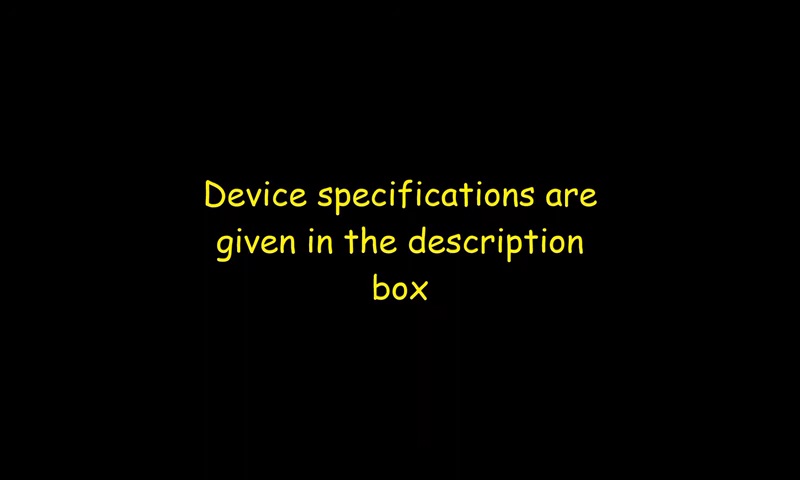 Device specifications are
given in the description
box